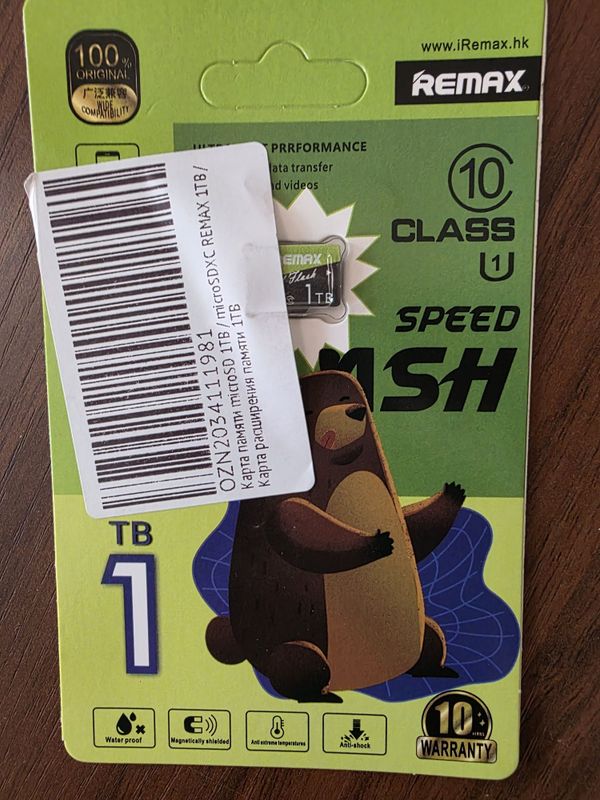 100%
ORIGINAL
广泛兼容
WIDE
COMPATIBILITY
www.iRemax.hk
REMAX
PRRFORMANCE
transfer
videos
10
CLASS
U1
SPEED
REMAX
Flash
1TB
OZN2034111981
Карта памяти microSD 1TB / microSDXC REMAX 1TB /
Карта расширения памяти 1TB
TB
1
Water proof
Magnetically shielded
Anti extreme temperatures
Anti-shock
10
WARRANTY